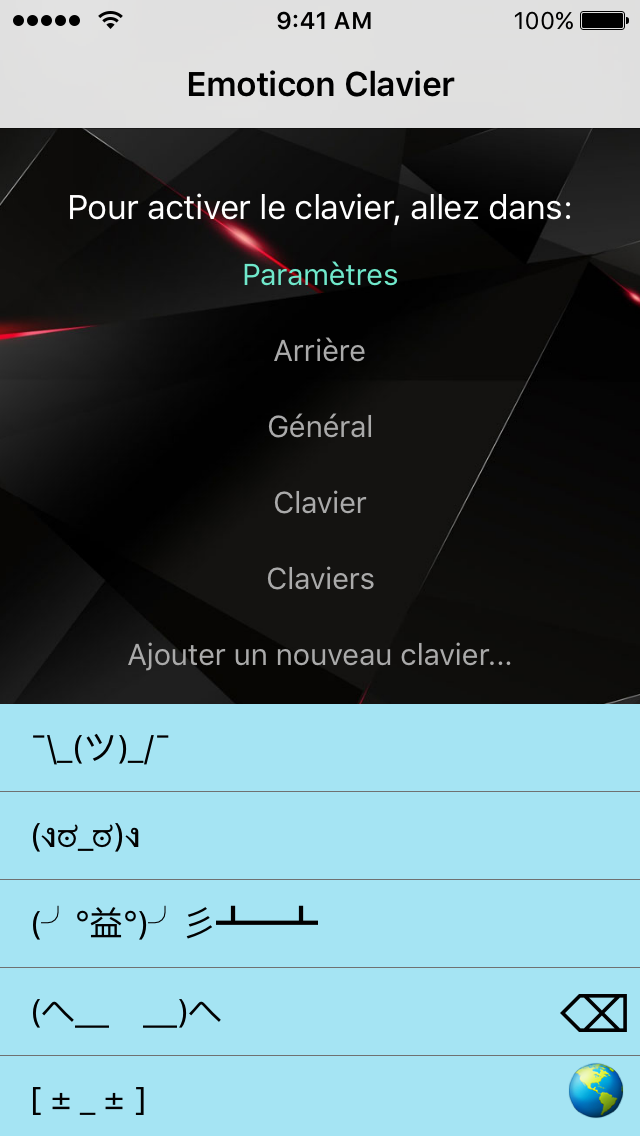 9:41 AM 100%
Emoticon Clavier
Pour activer le clavier, allez dans:
Paramètres
Arrière
Général
Clavier
Claviers
Ajouter un nouveau clavier...
¯\_(ツ)_/¯
(ง๏̯͡๏)ง
(╯°益°)╯彡┻━┻
(ヘ__ __)ヘ
[ ± _ ± ]